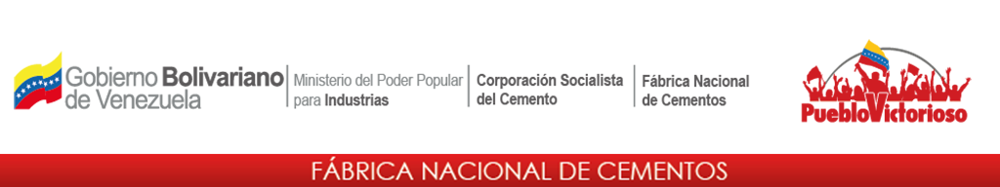 Gobierno Bolivariano
de Venezuela
Ministerio del Poder Popular
para Industrias
Corporación Socialista
del Cemento
Fábrica Nacional
de Cementos
PuebloVictorioso
FÁBRICA NACIONAL DE CEMENTOS